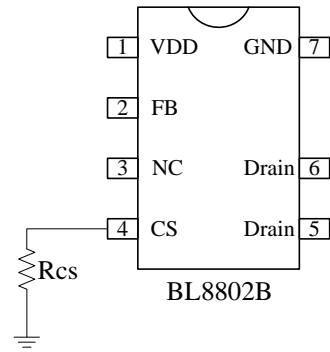 1 VDD GND 7
2 FB
3 NC Drain 6
4 CS Drain 5
Rcs
BL8802B